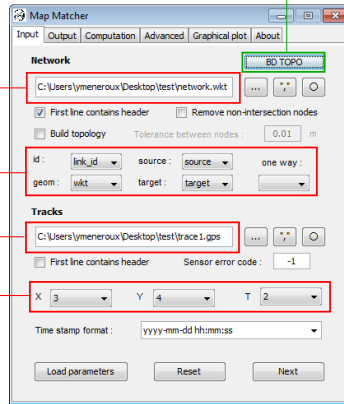 Map Matcher
Input Output Computation Advanced Graphical plot About
Network
BD TOPO
C:\Users\ymeneroux\Desktop\test\network.wkt ... ";" O
First line contains header Remove non-intersection nodes
Build topology Tolerance between nodes : 0.01 m
id : link_id source : source one way :
geom : wkt target : target
Tracks
C:\Users\ymeneroux\Desktop\test\trace1.gps ... ";" O
First line contains header Sensor error code : -1
X 3 Y 4 T 2
Time stamp format : yyyy-mm-dd hh:mm:ss
Load parameters Reset Next